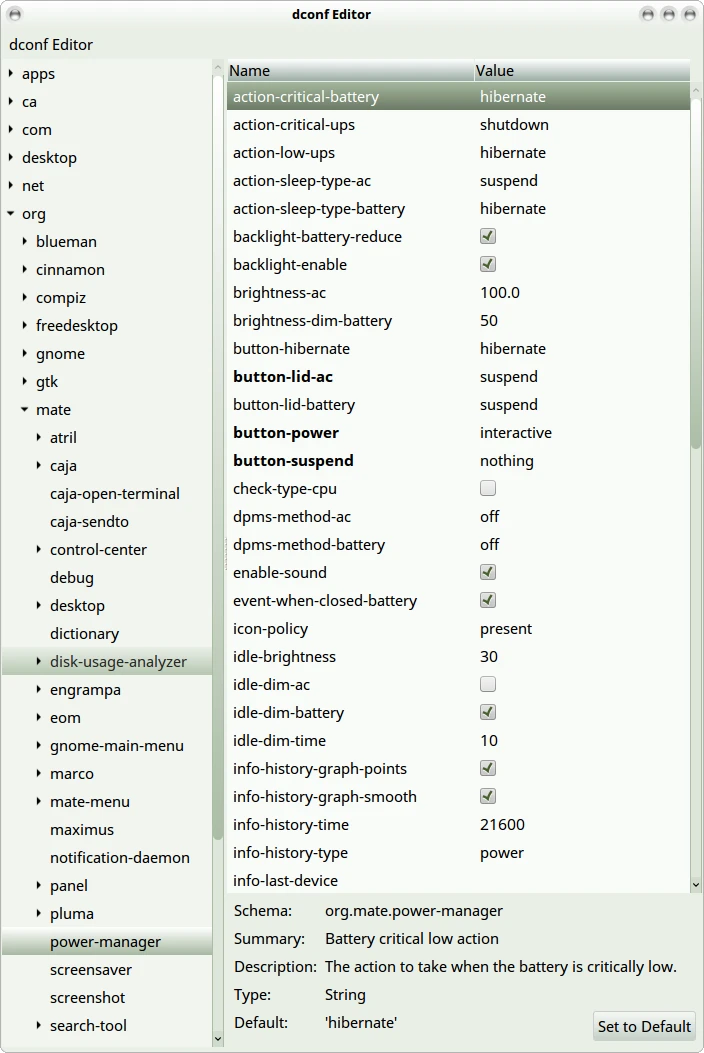 dconf Editor
dconf Editor
apps
ca
com
desktop
net
org
blueman
cinnamon
compiz
freedesktop
gnome
gtk
mate
atril
caja
caja-open-terminal
caja-sendto
control-center
debug
desktop
dictionary
disk-usage-analyzer
engrampa
eom
gnome-main-menu
marco
mate-menu
maximus
notification-daemon
panel
pluma
power-manager
screensaver
screenshot
search-tool
Name Value
action-critical-battery hibernate
action-critical-ups shutdown
action-low-ups hibernate
action-sleep-type-ac suspend
action-sleep-type-battery hibernate
backlight-battery-reduce
backlight-enable
brightness-ac 100.0
brightness-dim-battery 50
button-hibernate hibernate
button-lid-ac suspend
button-lid-battery suspend
button-power interactive
button-suspend nothing
check-type-cpu
dpms-method-ac off
dpms-method-battery off
enable-sound
event-when-closed-battery
icon-policy present
idle-brightness 30
idle-dim-ac
idle-dim-battery
idle-dim-time 10
info-history-graph-points
info-history-graph-smooth
info-history-time 21600
info-history-type power
info-last-device
Schema: org.mate.power-manager
Summary: Battery critical low action
Description: The action to take when the battery is critically low.
Type: String
Default: 'hibernate'
Set to Default